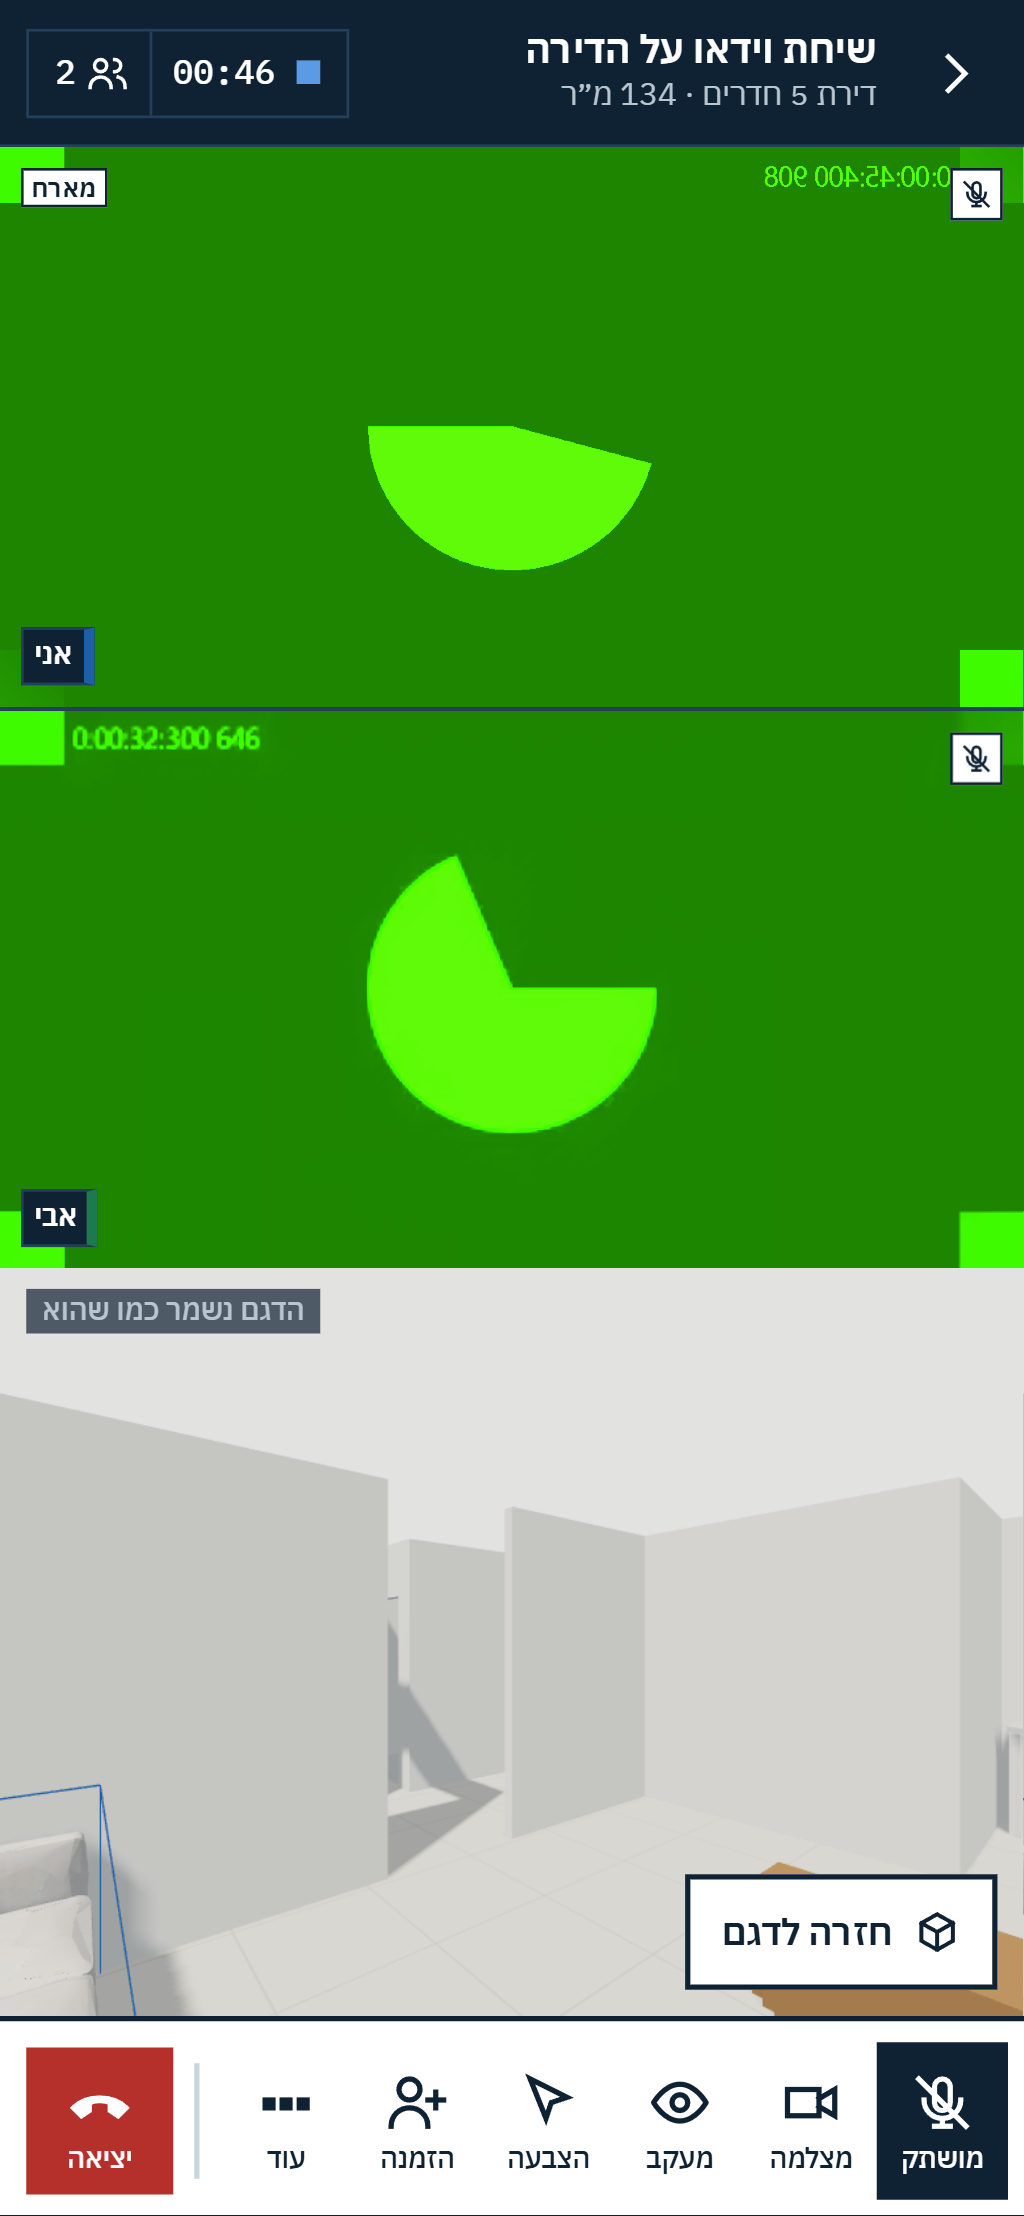 שיחת וידאו על הדירה
דירת 5 חדרים · 134 מ״ר
00:46
2
מארח
0:00:45:400 908
אני
0:00:32:300 646
אבי
הדגם נשמר כמו שהוא
חזרה לדגם
מושתק
מצלמה
מעקב
הצבעה
הזמנה
עוד
יציאה